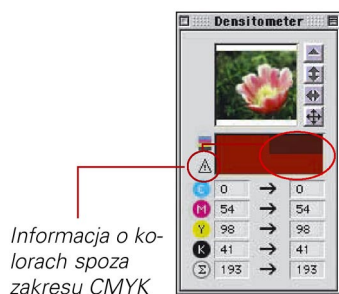 Densitometer
C 0 → 0
M 54 → 54
Y 98 → 98
K 41 → 41
Σ 193 → 193
Informacja o ko-
lorach spoza
zakresu CMYK